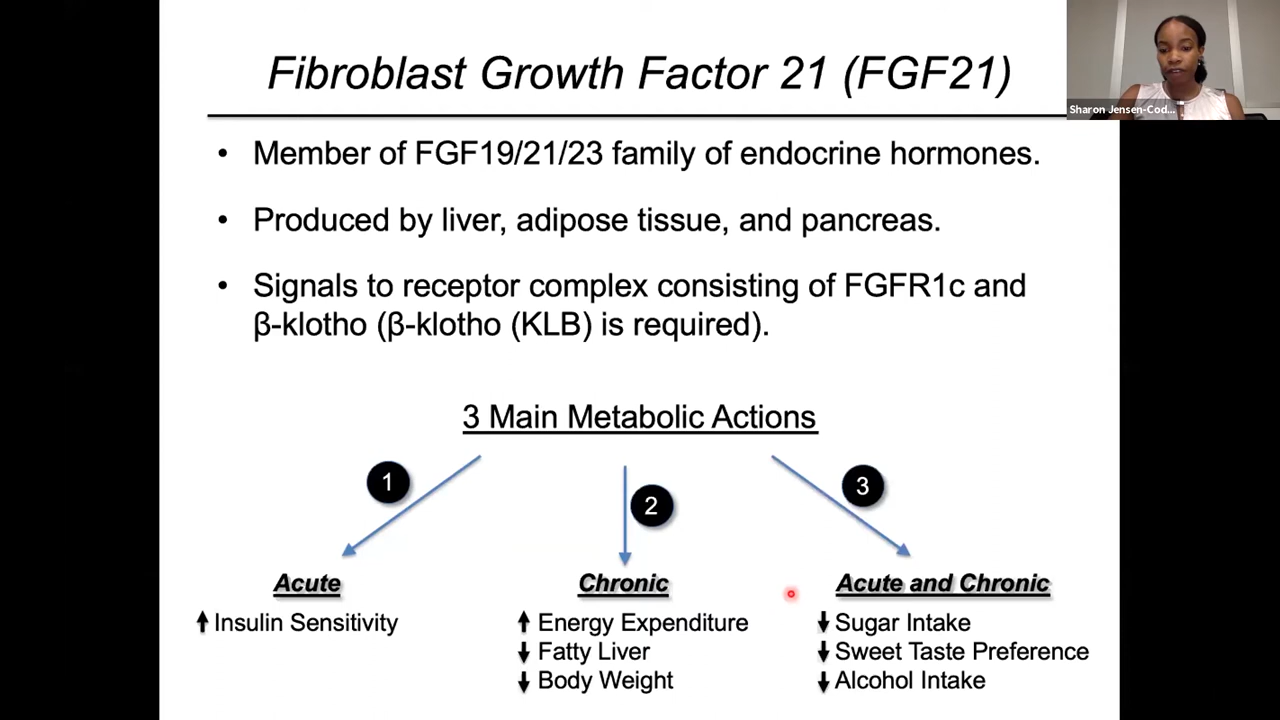 Fibroblast Growth Factor 21 (FGF21)
Sharon Jensen-Cod...
• Member of FGF19/21/23 family of endocrine hormones.
• Produced by liver, adipose tissue, and pancreas.
• Signals to receptor complex consisting of FGFR1c and
β-klotho (β-klotho (KLB) is required).
3 Main Metabolic Actions
1
2
3
Acute
↑ Insulin Sensitivity
Chronic
↑ Energy Expenditure
↓ Fatty Liver
↓ Body Weight
Acute and Chronic
↓ Sugar Intake
↓ Sweet Taste Preference
↓ Alcohol Intake